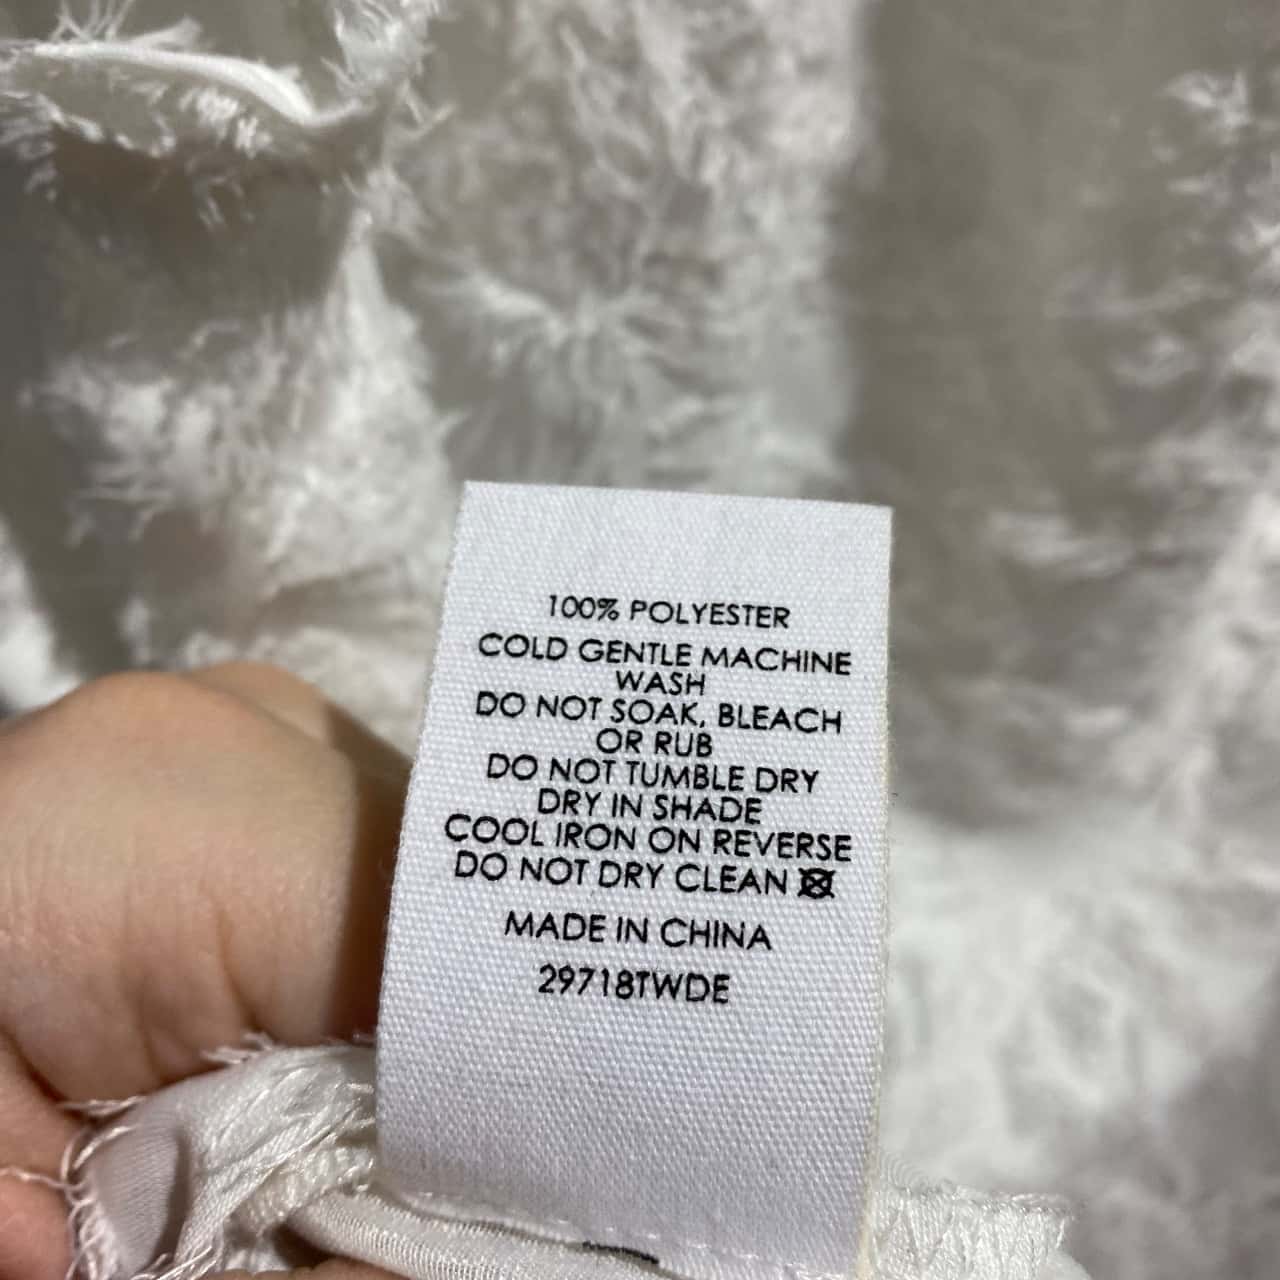 100% POLYESTER
COLD GENTLE MACHINE
WASH
DO NOT SOAK, BLEACH
OR RUB
DO NOT TUMBLE DRY
DRY IN SHADE
COOL IRON ON REVERSE
DO NOT DRY CLEAN
MADE IN CHINA
29718TWDE